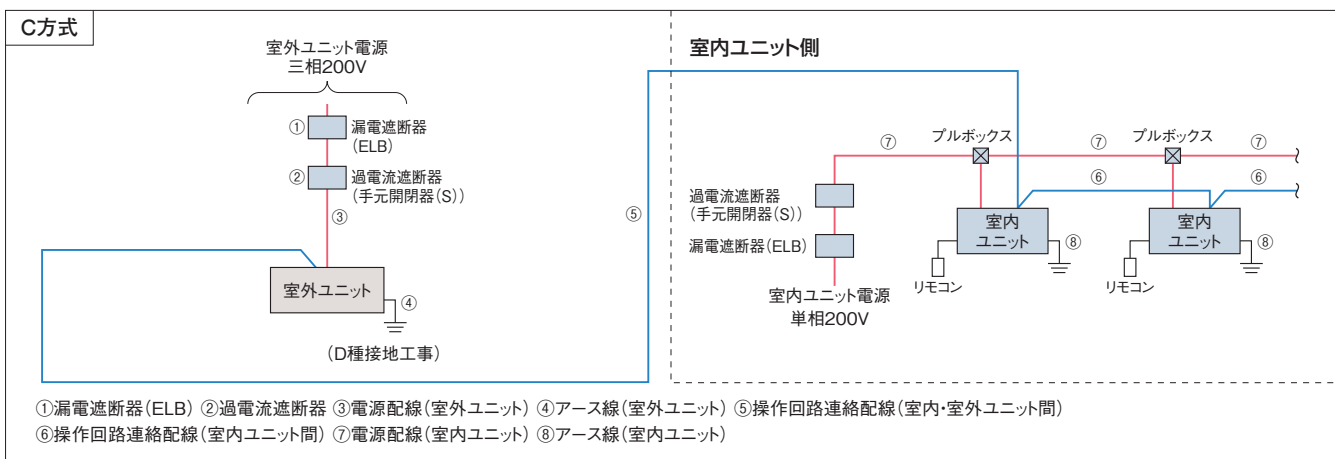 C方式
室外ユニット電源
三相200V
① 漏電遮断器
(ELB)
② 過電流遮断器
(手元開閉器(S))
③
室外ユニット
④
(D種接地工事)
⑤
室内ユニット側
プルボックス
プルボックス
⑦
⑦
⑦
過電流遮断器
(手元開閉器(S))
⑥
⑥
漏電遮断器(ELB)
室内
ユニット
⑧
室内
ユニット
⑧
リモコン
リモコン
室内ユニット電源
単相200V
①漏電遮断器(ELB) ②過電流遮断器 ③電源配線(室外ユニット) ④アース線(室外ユニット) ⑤操作回路連絡配線(室内・室外ユニット間)
⑥操作回路連絡配線(室内ユニット間) ⑦電源配線(室内ユニット) ⑧アース線(室内ユニット)